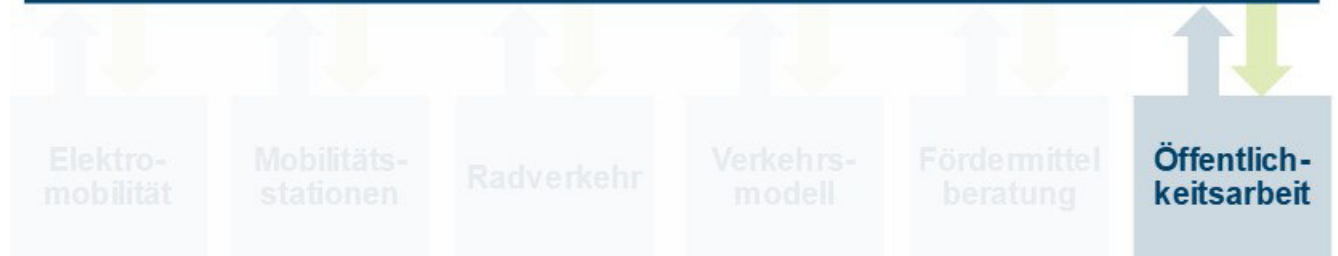 Elektro-
mobilität
Mobilitäts-
stationen
Radverkehr
Verkehrs-
modell
Fördermittel
beratung
Öffentlich-
keitsarbeit